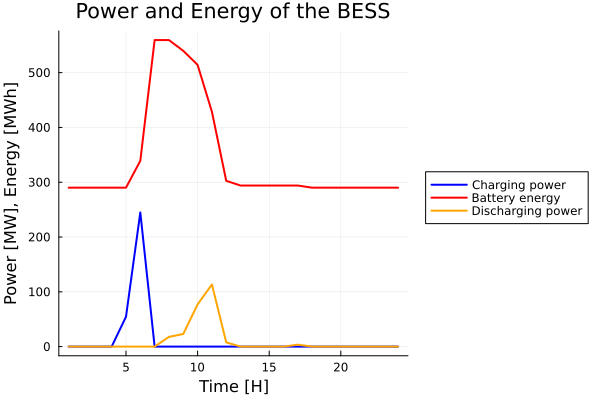 Power and Energy of the BESS
Power [MW], Energy [MWh]
500
400
300
200
100
0
5
10
15
20
Time [H]
Charging power
Battery energy
Discharging power